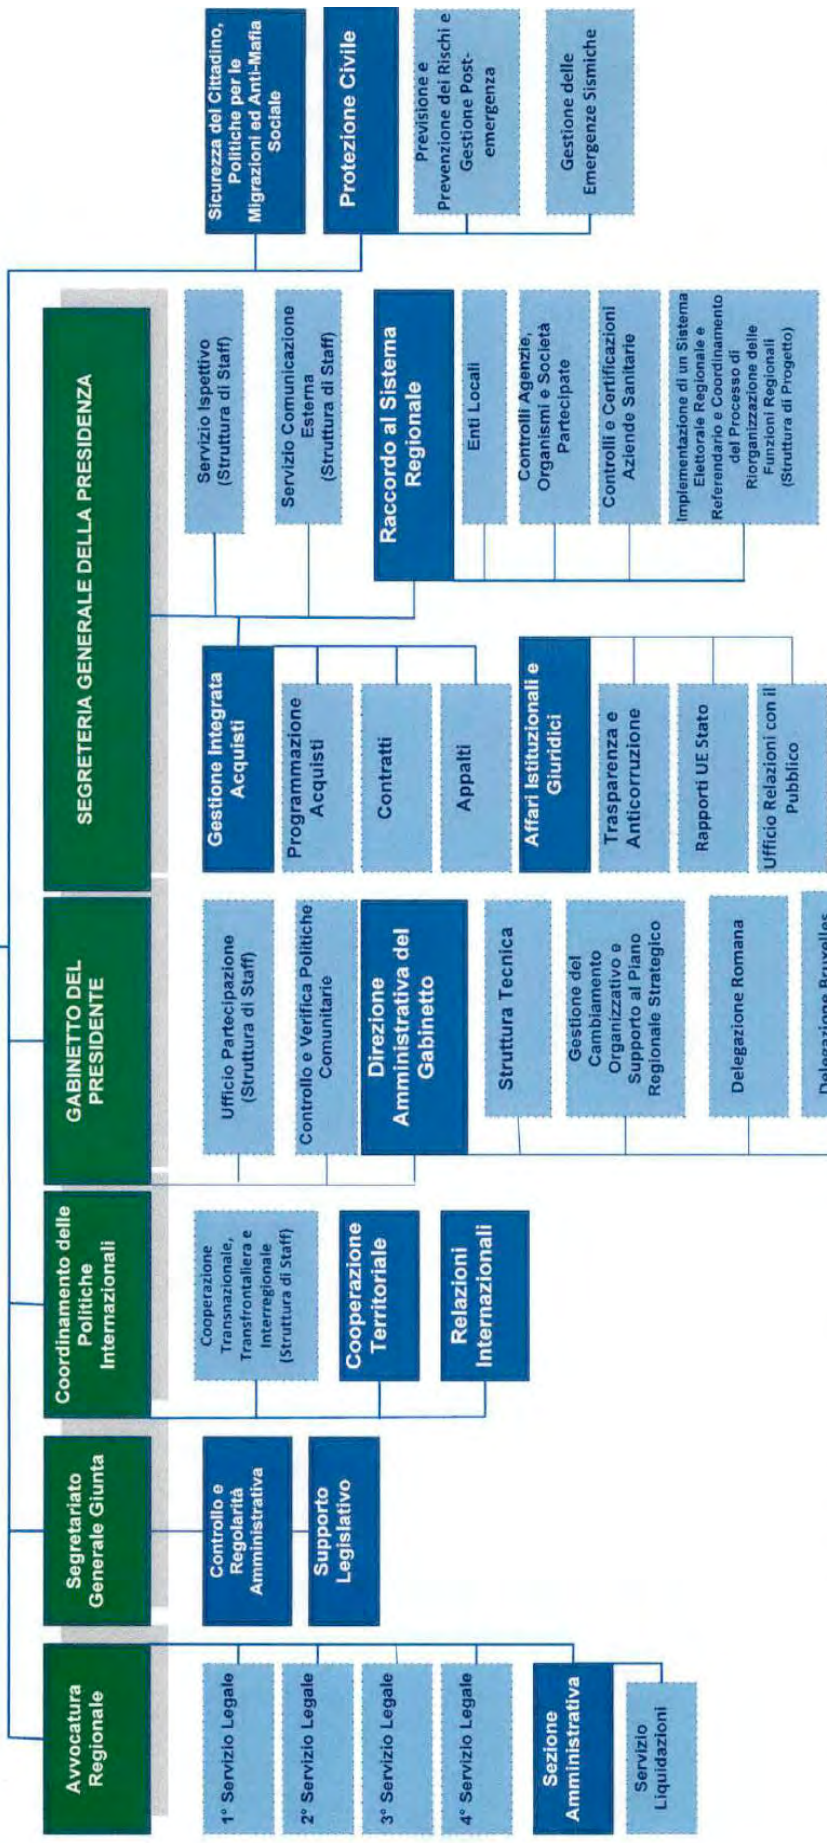 Avvocatura
Regionale
1° Servizio Legale
2° Servizio Legale
3° Servizio Legale
4° Servizio Legale
Sezione
Amministrativa
Servizio
Liquidazioni
Segretariato
Generale Giunta
Controllo e
Regolarità
Amministrativa
Supporto
Legislativo
Coordinamento delle
Politiche
Internazionali
Cooperazione
Transnazionale,
Transfrontaliera e
Interregionale
(Struttura di Staff)
Cooperazione
Territoriale
Relazioni
Internazionali
GABINETTO DEL
PRESIDENTE
Ufficio Partecipazione
(Struttura di Staff)
Controllo e Verifica Politiche
Comunitarie
Direzione
Amministrativa del
Gabinetto
Struttura Tecnica
Gestione del
Cambiamento
Organizzativo e
Supporto al Piano
Regionale Strategico
Delegazione Romana
Delegazione Bruxelles
SEGRETERIA GENERALE DELLA PRESIDENZA
Gestione Integrata
Acquisti
Programmazione
Acquisti
Contratti
Appalti
Affari Istituzionali e
Giuridici
Trasparenza e
Anticorruzione
Rapporti UE Stato
Ufficio Relazioni con il
Pubblico
Servizio Ispettivo
(Struttura di Staff)
Servizio Comunicazione
Esterna
(Struttura di Staff)
Raccordo al Sistema
Regionale
Enti Locali
Controlli Agenzie,
Organismi e Società
Partecipate
Controlli e Certificazioni
Aziende Sanitarie
Implementazione di un Sistema
Elettorale Regionale e
Referendario e Coordinamento
del Processo di
Riorganizzazione delle
Funzioni Regionali
(Struttura di Progetto)
Sicurezza del Cittadino,
Politiche per le
Migrazioni ed Anti-Mafia
Sociale
Protezione Civile
Previsione e
Prevenzione dei Rischi e
Gestione Post-
emergenza
Gestione delle
Emergenze Sismiche